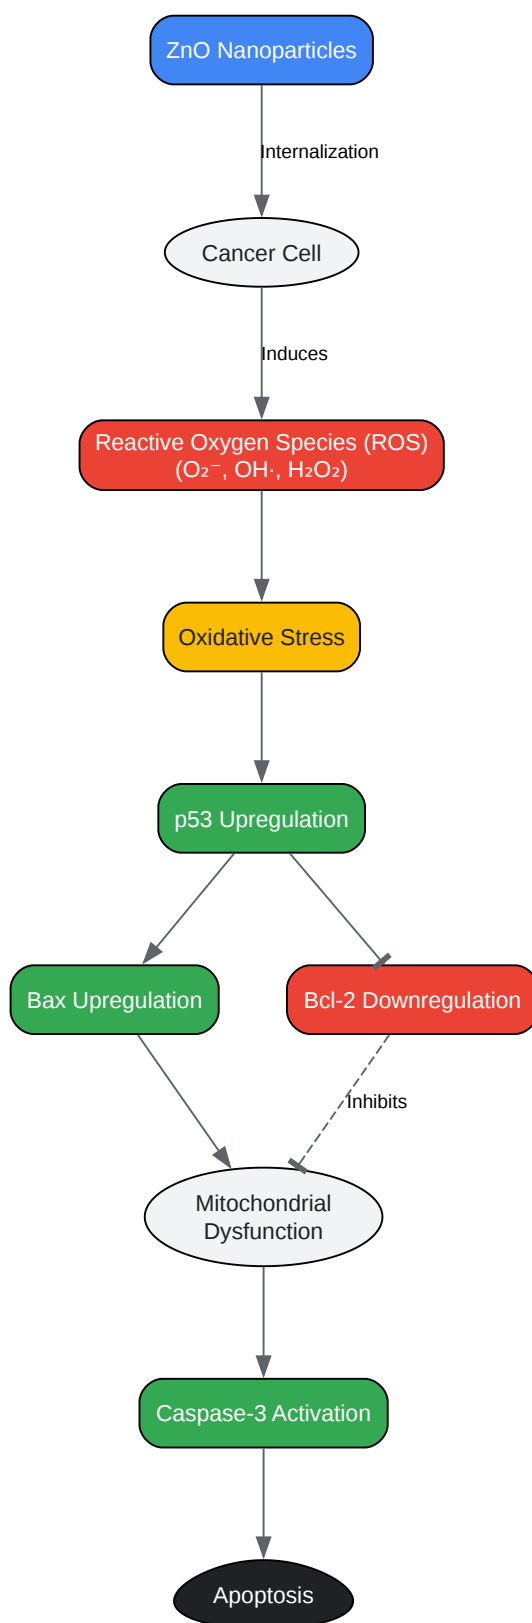 ZnO Nanoparticles
Internalization
Cancer Cell
Induces
Reactive Oxygen Species (ROS)
(O₂⁻, OH·, H₂O₂)
Oxidative Stress
p53 Upregulation
Bax Upregulation
Bcl-2 Downregulation
Inhibits
Mitochondrial
Dysfunction
Caspase-3 Activation
Apoptosis